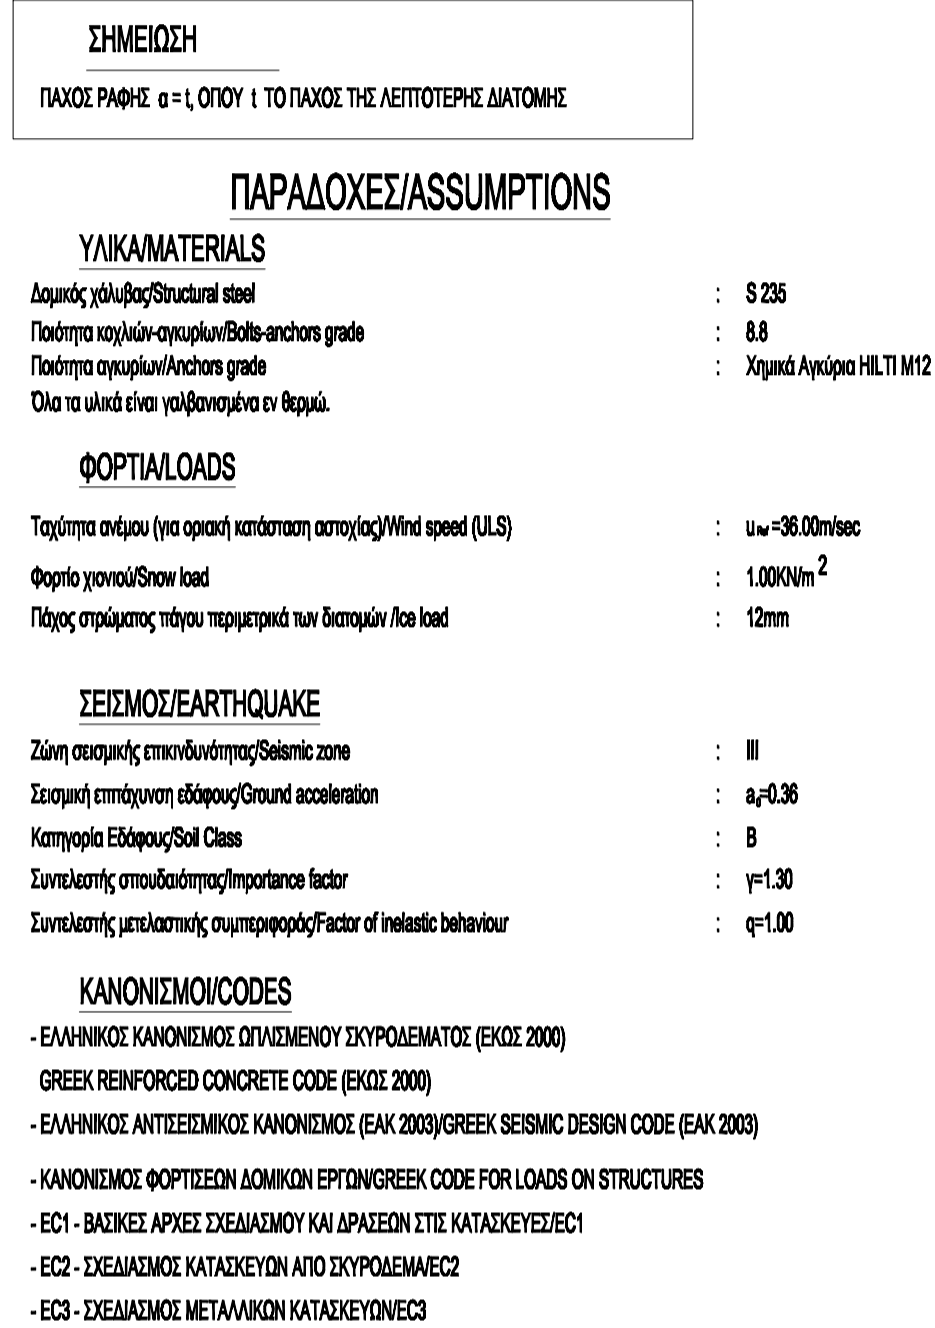 ΣΗΜΕΙΩΣΗ
ΠΑΧΟΣ ΡΑΦΗΣ α = t, ΟΠΟΥ t ΤΟ ΠΑΧΟΣ ΤΗΣ ΛΕΠΤΟΤΕΡΗΣ ΔΙΑΤΟΜΗΣ
ΠΑΡΑΔΟΧΕΣ/ASSUMPTIONS
ΥΛΙΚΑ/MATERIALS
Δομικός χάλυβας/Structural steel : S 235
Ποιότητα κοχλιών-αγκυρίων/Bolts-anchors grade : 8.8
Ποιότητα αγκυρίων/Anchors grade : Χημικά Αγκύρια HILTI M12
Όλα τα υλικά είναι γαλβανισμένα εν θερμώ.
ΦΟΡΤΙΑ/LOADS
Ταχύτητα ανέμου (για οριακή κατάσταση αστοχίας)/Wind speed (ULS) : u =36.00m/sec
Φορτίο χιονιού/Snow load : 1.00KN/m 2
Πάχος στρώματος πάγου περιμετρικά των διατομών /Ice load : 12mm
ΣΕΙΣΜΟΣ/EARTHQUAKE
Ζώνη σεισμικής επικινδυνότητας/Seismic zone : III
Σεισμική επιτάχυνση εδάφους/Ground acceleration : a =0.36
Κατηγορία Εδάφους/Soil Class : B
Συντελεστής σπουδαιότητας/Importance factor : γ=1.30
Συντελεστής μετελαστικής συμπεριφοράς/Factor of inelastic behaviour : q=1.00
ΚΑΝΟΝΙΣΜΟΙ/CODES
- ΕΛΛΗΝΙΚΟΣ ΚΑΝΟΝΙΣΜΟΣ ΩΠΛΙΣΜΕΝΟΥ ΣΚΥΡΟΔΕΜΑΤΟΣ (ΕΚΩΣ 2000)
GREEK REINFORCED CONCRETE CODE (ΕΚΩΣ 2000)
- ΕΛΛΗΝΙΚΟΣ ΑΝΤΙΣΕΙΣΜΙΚΟΣ ΚΑΝΟΝΙΣΜΟΣ (ΕΑΚ 2003)/GREEK SEISMIC DESIGN CODE (EAK 2003)
- ΚΑΝΟΝΙΣΜΟΣ ΦΟΡΤΙΣΕΩΝ ΔΟΜΙΚΩΝ ΕΡΓΩΝ/GREEK CODE FOR LOADS ON STRUCTURES
- EC1 - ΒΑΣΙΚΕΣ ΑΡΧΕΣ ΣΧΕΔΙΑΣΜΟΥ ΚΑΙ ΔΡΑΣΕΩΝ ΣΤΙΣ ΚΑΤΑΣΚΕΥΕΣ/EC1
- EC2 - ΣΧΕΔΙΑΣΜΟΣ ΚΑΤΑΣΚΕΥΩΝ ΑΠΟ ΣΚΥΡΟΔΕΜΑ/EC2
- EC3 - ΣΧΕΔΙΑΣΜΟΣ ΜΕΤΑΛΛΙΚΩΝ ΚΑΤΑΣΚΕΥΩΝ/EC3